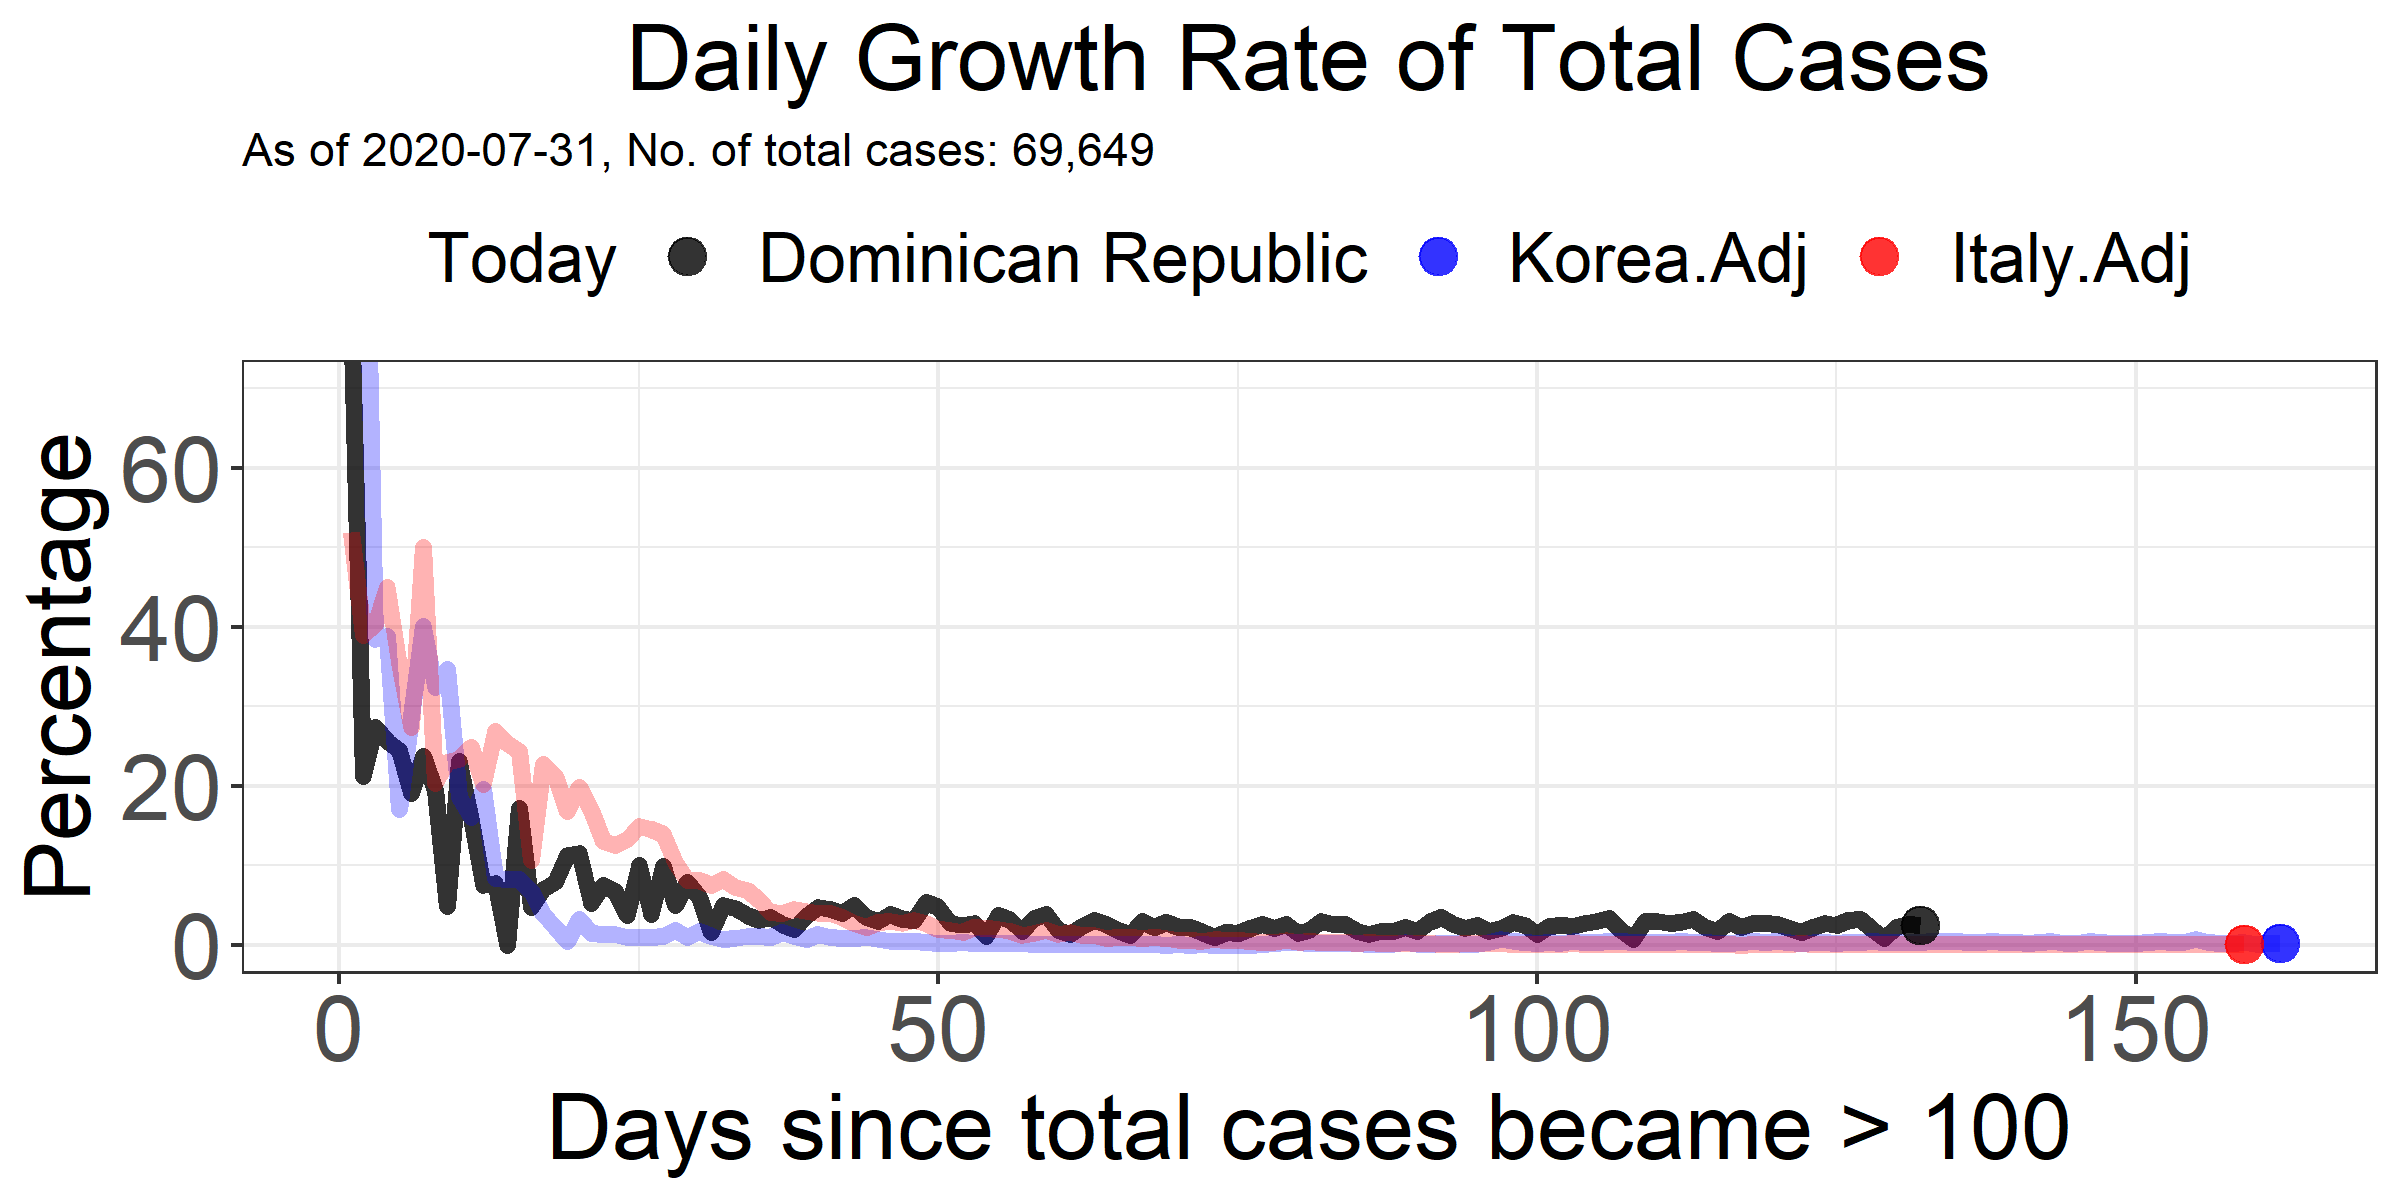 Daily Growth Rate of Total Cases
As of 2020-07-31, No. of total cases: 69,649
Today Dominican Republic Korea.Adj Italy.Adj
Percentage
60
40
20
0
0 50 100 150
Days since total cases became > 100